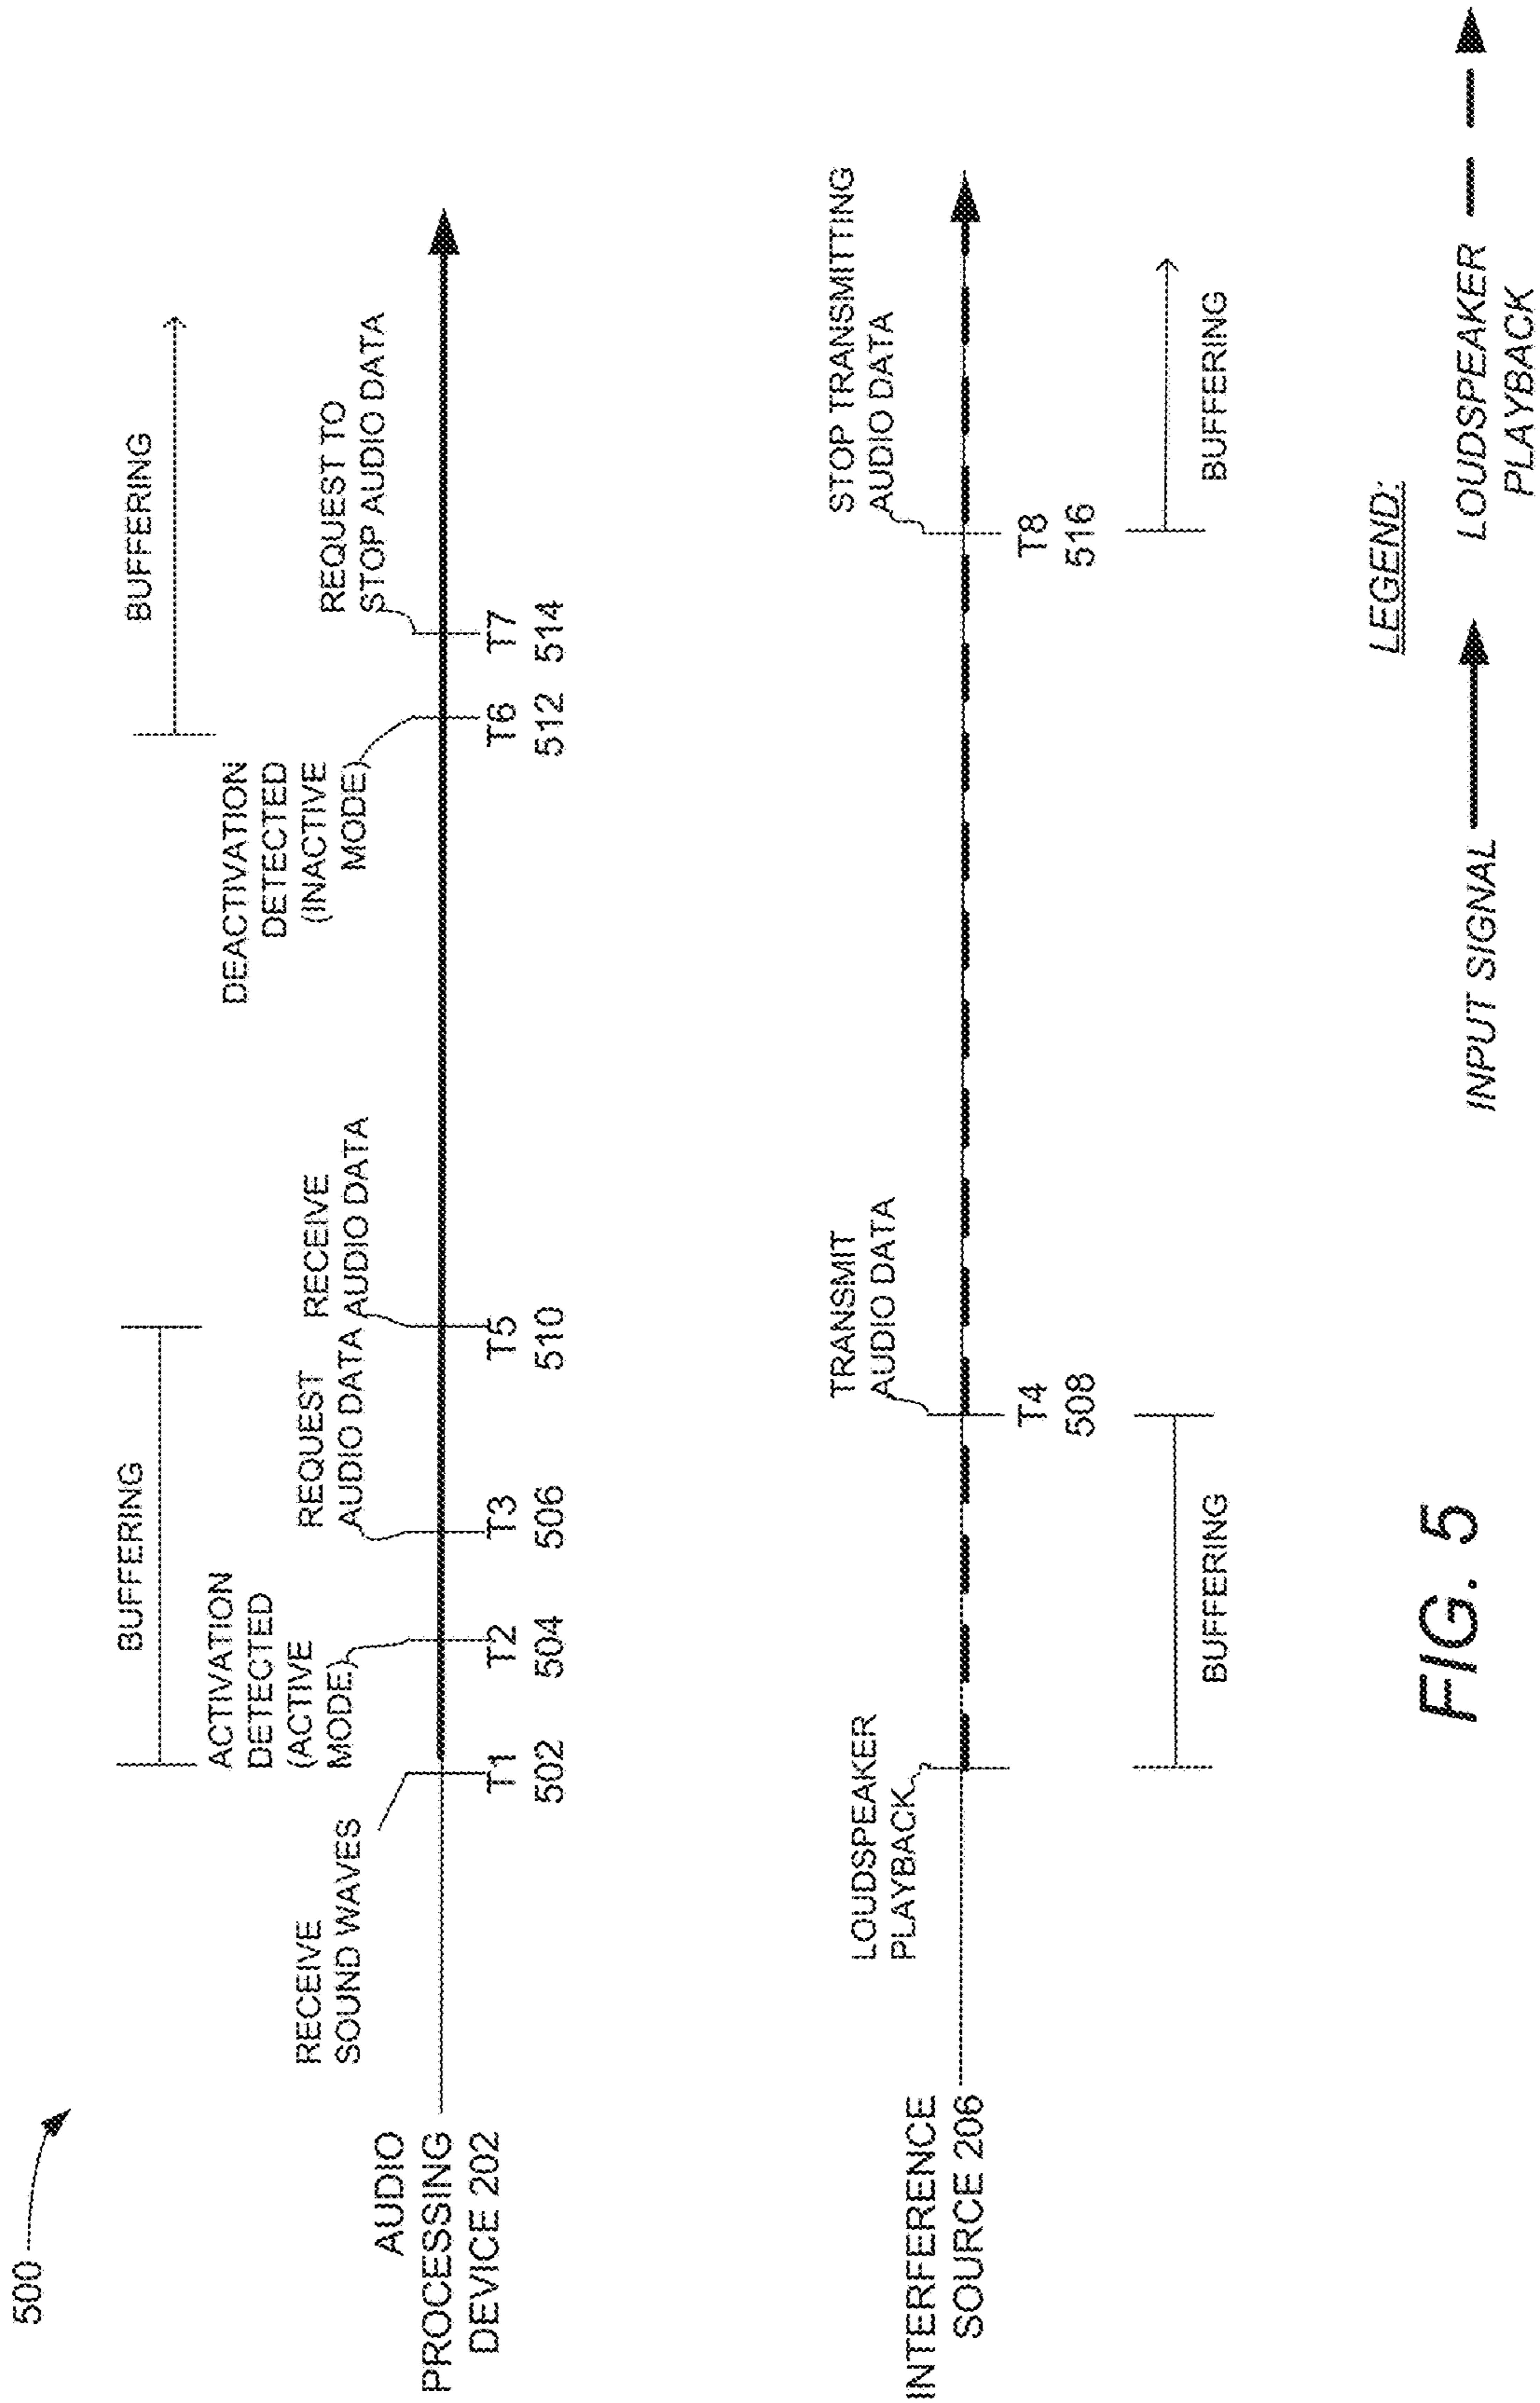 500
BUFFERING
BUFFERING
ACTIVATION
DETECTED
(ACTIVE
MODE)
DEACTIVATION
DETECTED
(INACTIVE
MODE)
RECEIVE
SOUND WAVES
REQUEST
AUDIO DATA
RECEIVE
AUDIO DATA
REQUEST TO
STOP AUDIO DATA
AUDIO
PROCESSING
DEVICE 202
T1
502
T2
504
T3
506
T5
510
T6
512
T7
514
LOUDSPEAKER
PLAYBACK
TRANSMIT
AUDIO DATA
STOP TRANSMITTING
AUDIO DATA
INTERFERENCE
SOURCE 206
T4
508
T8
516
BUFFERING
BUFFERING
LEGEND:
INPUT SIGNAL
LOUDSPEAKER
PLAYBACK
FIG. 5